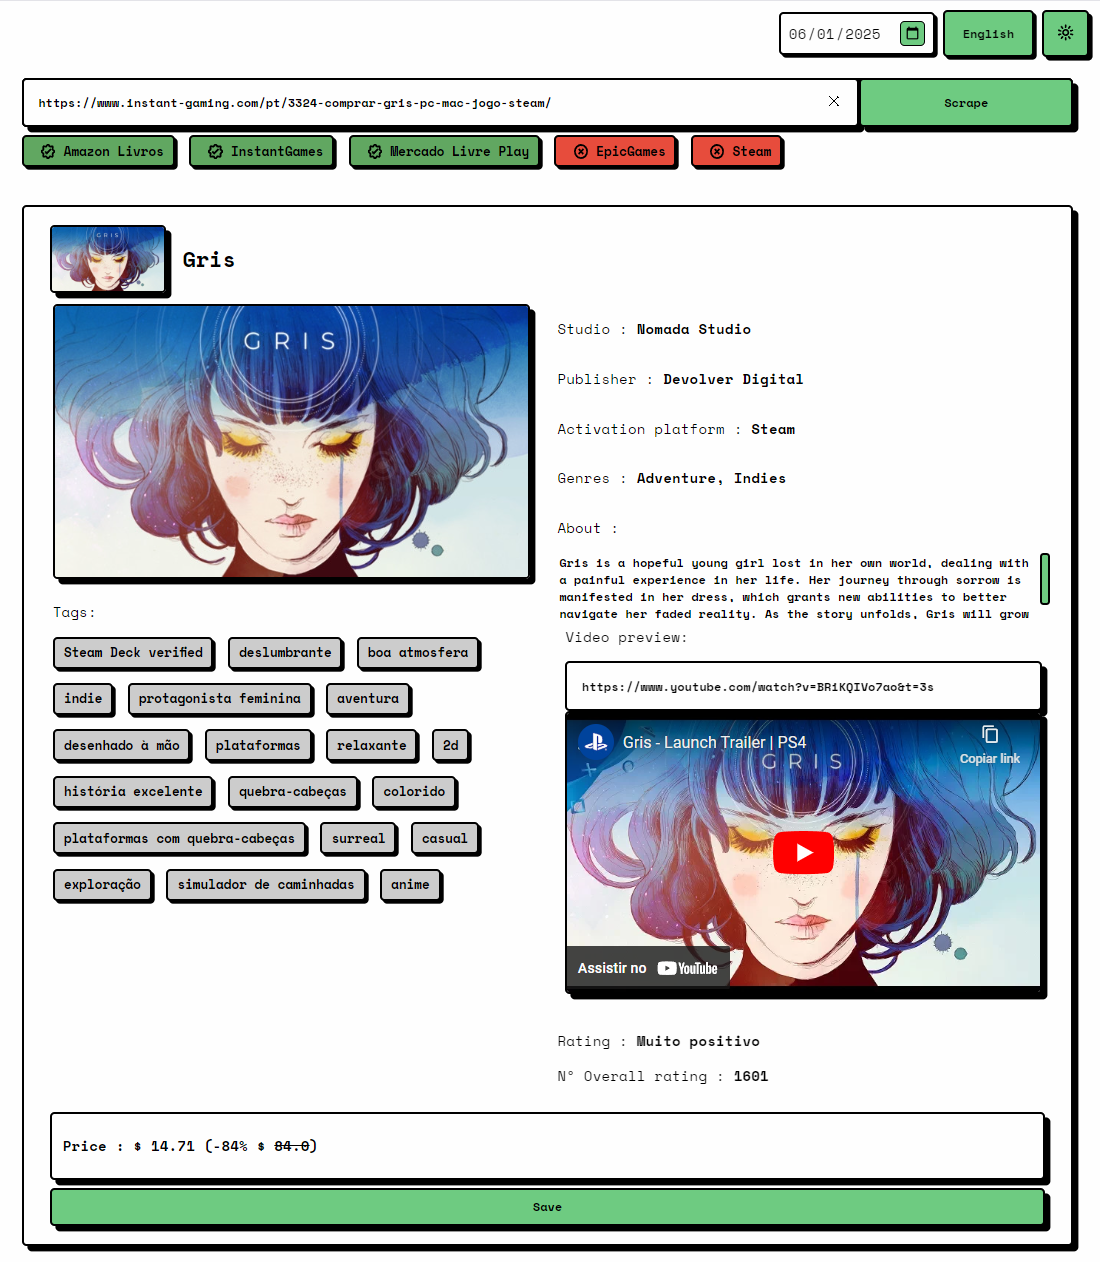 06/01/2025
English
https://www.instant-gaming.com/pt/3324-comprar-gris-pc-mac-jogo-steam/
Scrape
Amazon Livros
InstantGames
Mercado Livre Play
EpicGames
Steam
GRIS
Gris
GRIS
Studio : Nomada Studio
Publisher : Devolver Digital
Activation platform : Steam
Genres : Adventure, Indies
About :
Gris is a hopeful young girl lost in her own world, dealing with
a painful experience in her life. Her journey through sorrow is
manifested in her dress, which grants new abilities to better
navigate her faded reality. As the story unfolds, Gris will grow
Tags:
Steam Deck verified
deslumbrante
boa atmosfera
indie
protagonista feminina
aventura
desenhado à mão
plataformas
relaxante
2d
história excelente
quebra-cabeças
colorido
plataformas com quebra-cabeças
surreal
casual
exploração
simulador de caminhadas
anime
Video preview:
https://www.youtube.com/watch?v=BRiKQIVo7ao&t=3s
Gris - Launch Trailer | PS4
Copiar link
GRIS
Assistir no YouTube
Rating : Muito positivo
Nº Overall rating : 1601
Price : $ 14.71 (-84% $ 84.0)
Save